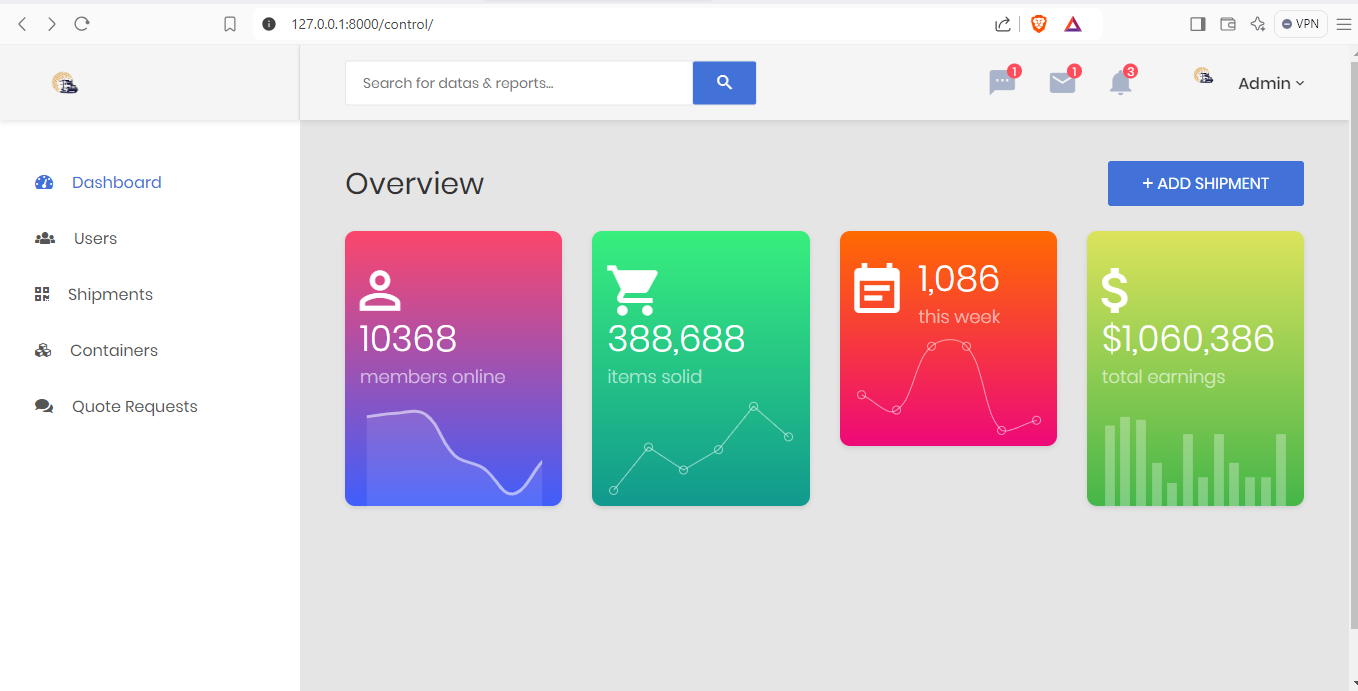 127.0.0.1:8000/control/
VPN
Search for datas & reports...
1
1
3
Admin
Dashboard
Users
Shipments
Containers
Quote Requests
Overview
+ ADD SHIPMENT
10368
members online
388,688
items solid
1,086
this week
$1,060,386
total earnings